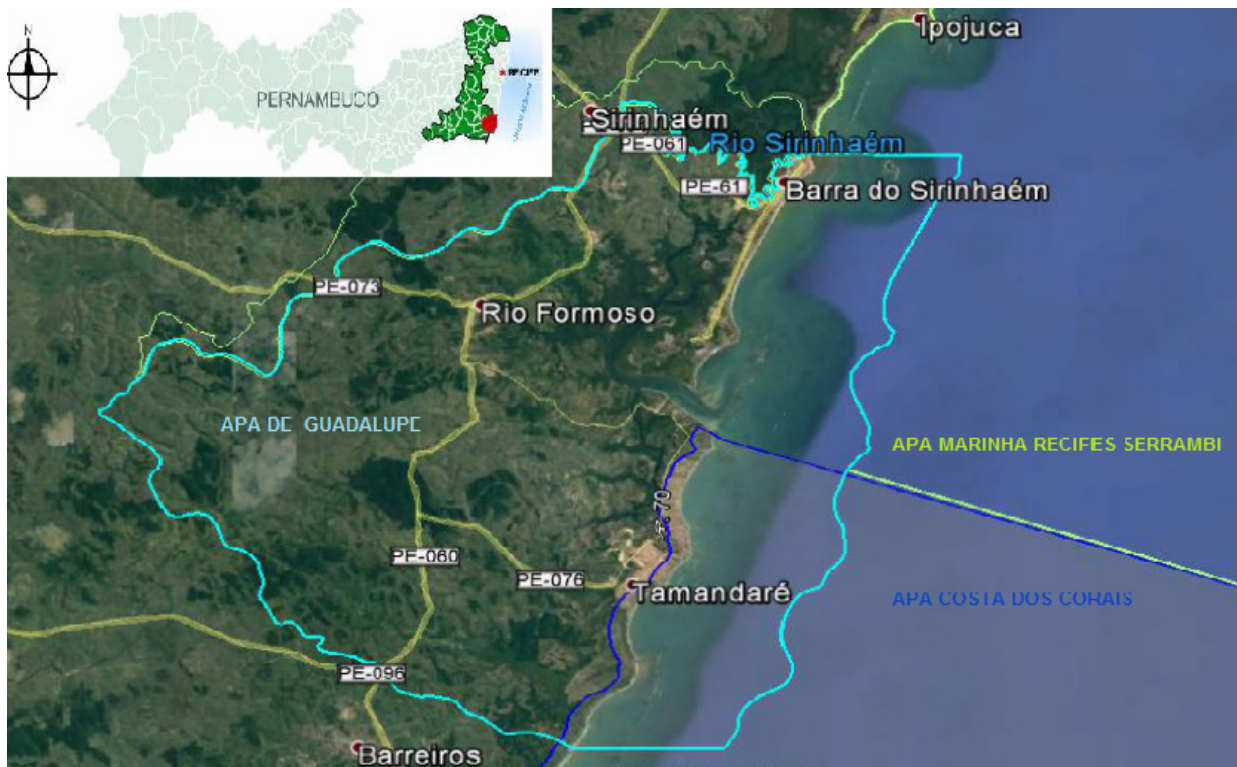 N
PERNAMBUCO
RECIFE
Ipojuca
Sirinhaém
PE-061
Rio Sirinhaém
PE-61
Barra do Sirinhaém
PE-073
Rio Formoso
APA DE GUADALUPE
APA MARINHA RECIFES SERRAMBI
PE-060
PE-076
Tamandaré
APA COSTA DOS CORAIS
PE-096
Barreiros